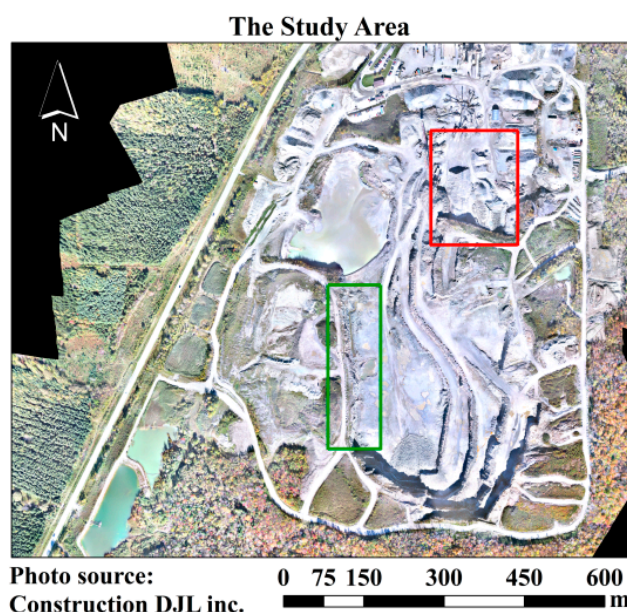 The Study Area
N
Photo source:
Construction DJL inc.
0 75 150 300 450 600
m